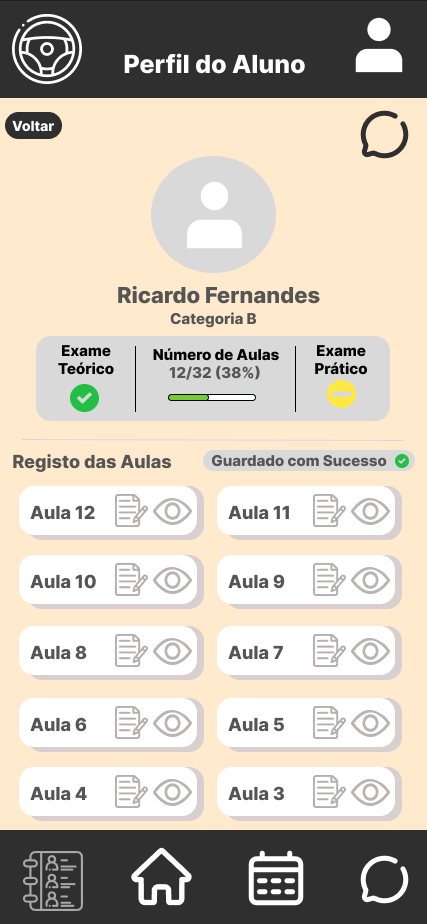 Perfil do Aluno
Voltar
Ricardo Fernandes
Categoria B
Exame
Teórico
Número de Aulas
12/32 (38%)
Exame
Prático
Registo das Aulas
Guardado com Sucesso
Aula 12
Aula 11
Aula 10
Aula 9
Aula 8
Aula 7
Aula 6
Aula 5
Aula 4
Aula 3